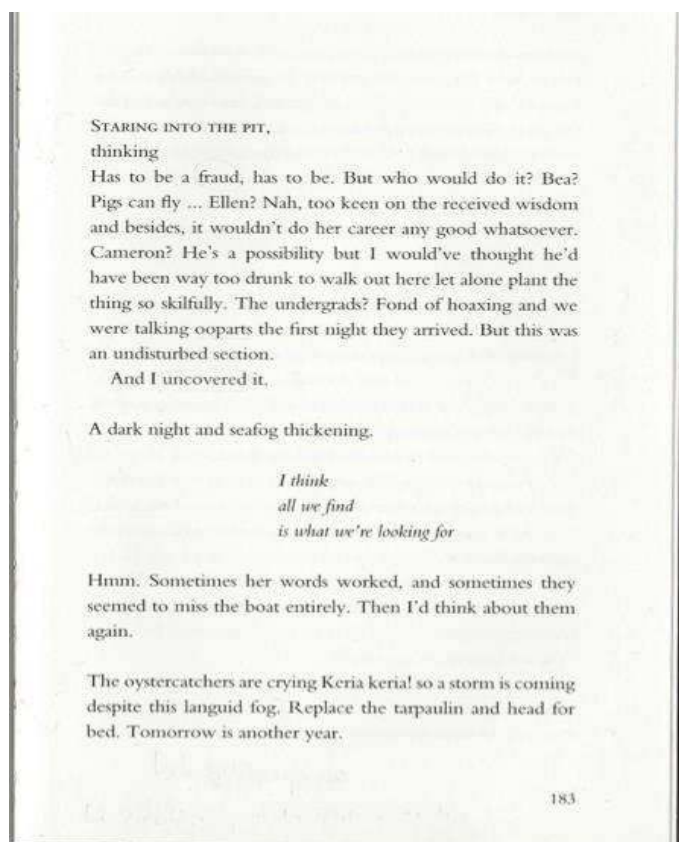 STARING INTO THE PIT,
thinking
Has to be a fraud, has to be. But who would do it? Bea?
Pigs can fly ... Ellen? Nah, too keen on the received wisdom
and besides, it wouldn't do her career any good whatsoever.
Cameron? He's a possibility but I would've thought he'd
have been way too drunk to walk out here let alone plant the
thing so skilfully. The undergrads? Fond of hoaxing and we
were talking ooparts the first night they arrived. But this was
an undisturbed section.
And I uncovered it.
A dark night and seafog thickening.
I think
all we find
is what we're looking for
Hmm. Sometimes her words worked, and sometimes they
seemed to miss the boat entirely. Then I'd think about them
again.
The oystercatchers are crying Keria keria! so a storm is coming
despite this languid fog. Replace the tarpaulin and head for
bed. Tomorrow is another year.
183